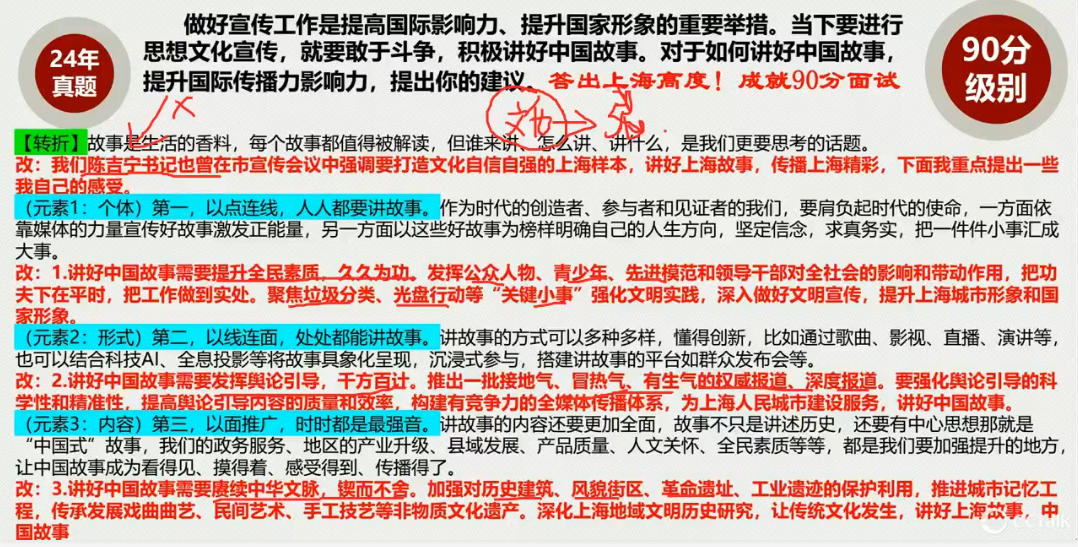 做好宣传工作是提高国际影响力、提升国家形象的重要举措。当下要进行
24年
真题
思想文化宣传，就要敢于斗争，积极讲好中国故事。对于如何讲好中国故事，
提升国际传播力影响力，提出你的建议。答出上海高度！成就90分面试
90分
级别
【转折】故事是生活的香料，每个故事都值得被解读，但谁来讲、怎么讲、讲什么，是我们更要思考的话题。
改：我们陈吉宁书记也曾在市宣传会议中强调要打造文化自信自强的上海样本，讲好上海故事，传播上海精彩，下面我重点提出一些
我自己的感受。
（元素1：个体）第一，以点连线，人人都要讲故事。作为时代的创造者、参与者和见证者的我们，要肩负起时代的使命，一方面依
靠媒体的力量宣传好故事激发正能量，另一方面以这些好故事为榜样明确自己的人生方向，坚定信念，求真务实，把一件件小事汇成
大事。
改：1.讲好中国故事需要提升全民素质，久久为功。发挥公众人物、青少年、先进模范和领导干部对全社会的影响和带动作用，把功
夫下在平时，把工作做到实处。聚焦垃圾分类、光盘行动等“关键小事”强化文明实践，深入做好文明宣传，提升上海城市形象和国
家形象。
（元素2：形式）第二，以线连面，处处都能讲故事。讲故事的方式可以多种多样，懂得创新，比如通过歌曲、影视、直播、演讲等，
也可以结合科技AI、全息投影等将故事具象化呈现，沉浸式参与，搭建讲故事的平台如群众发布会等。
改：2.讲好中国故事需要发挥舆论引导，千方百计。推出一批接地气、冒热气、有生气的权威报道、深度报道。要强化舆论引导的科
学性和精准性，提高舆论引导内容的质量和效率，构建有竞争力的全媒体传播体系，为上海人民城市建设服务，讲好中国故事。
（元素3：内容）第三，以面推广，时时都是最强音。讲故事的内容还要更加全面，故事不只是讲述历史，还要有中心思想那就是
“中国式”故事，我们的政务服务、地区的产业升级、县域发展、产品质量、人文关怀、全民素质等等，都是我们要加强提升的地方，
让中国故事成为看得见、摸得着、感受得到、传播得了。
改：3.讲好中国故事需要赓续中华文脉，锲而不舍。加强对历史建筑、风貌街区、革命遗址、工业遗迹的保护利用，推进城市记忆工
程，传承发展戏曲曲艺、民间艺术、手工技艺等非物质文化遗产。深化上海地域文明历史研究，让传统文化发生，讲好上海故事，中
国故事
CCtalk